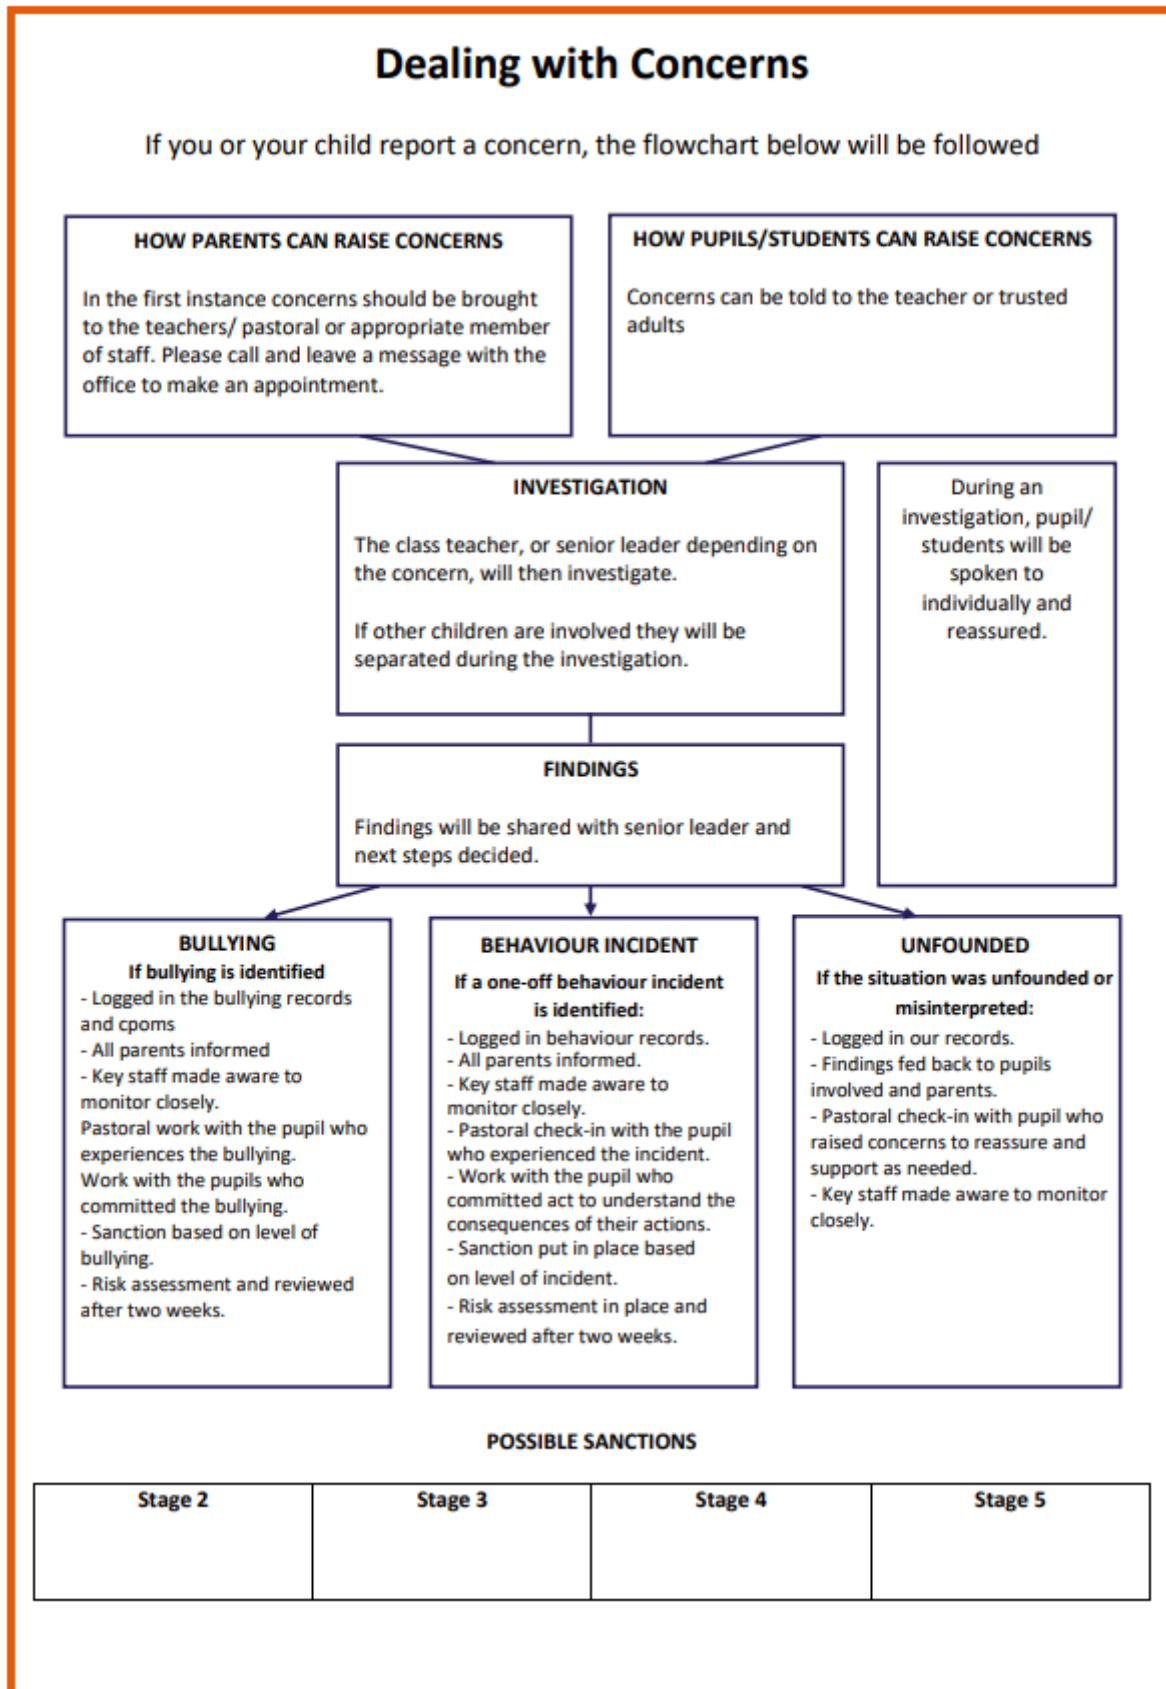 Dealing with Concerns
If you or your child report a concern, the flowchart below will be followed
HOW PARENTS CAN RAISE CONCERNS
In the first instance concerns should be brought
to the teachers/ pastoral or appropriate member
of staff. Please call and leave a message with the
office to make an appointment.
HOW PUPILS/STUDENTS CAN RAISE CONCERNS
Concerns can be told to the teacher or trusted
adults
INVESTIGATION
The class teacher, or senior leader depending on
the concern, will then investigate.
If other children are involved they will be
separated during the investigation.
During an
investigation, pupil/
students will be
spoken to
individually and
reassured.
FINDINGS
Findings will be shared with senior leader and
next steps decided.
BULLYING
If bullying is identified
- Logged in the bullying records
and cpoms
- All parents informed
- Key staff made aware to
monitor closely.
Pastoral work with the pupil who
experiences the bullying.
Work with the pupils who
committed the bullying.
- Sanction based on level of
bullying.
- Risk assessment and reviewed
after two weeks.
BEHAVIOUR INCIDENT
If a one-off behaviour incident
is identified:
- Logged in behaviour records.
- All parents informed.
- Key staff made aware to
monitor closely.
- Pastoral check-in with the pupil
who experienced the incident.
- Work with the pupil who
committed act to understand the
consequences of their actions.
- Sanction put in place based
on level of incident.
- Risk assessment in place and
reviewed after two weeks.
UNFOUNDED
If the situation was unfounded or
misinterpreted:
- Logged in our records.
- Findings fed back to pupils
involved and parents.
- Pastoral check-in with pupil who
raised concerns to reassure and
support as needed.
- Key staff made aware to monitor
closely.
POSSIBLE SANCTIONS
Stage 2
Stage 3
Stage 4
Stage 5